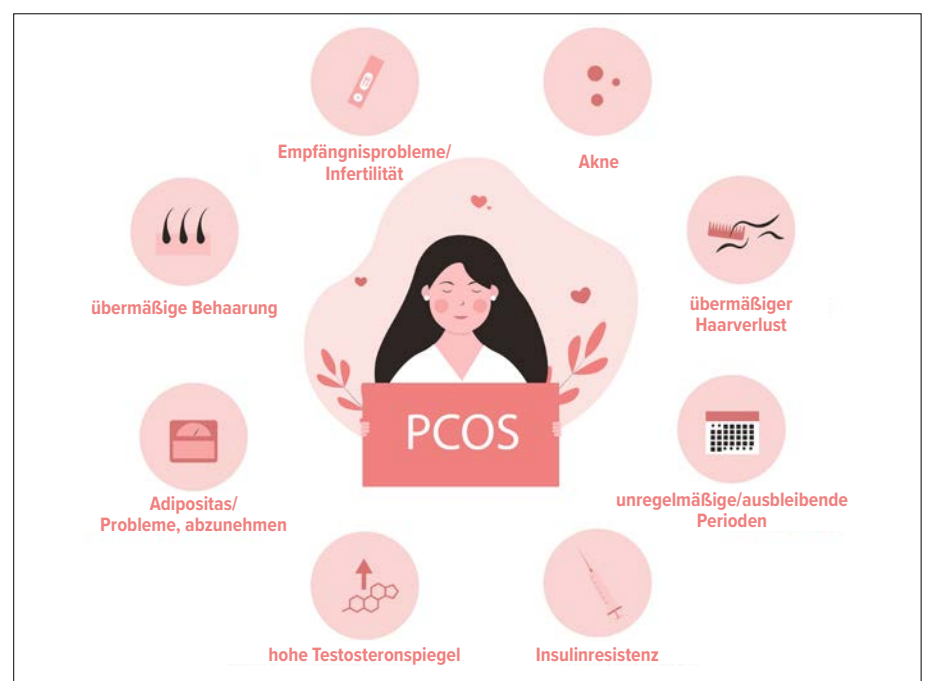 Empfängnisprobleme/
Infertilität
Akne
übermäßige Behaarung
übermäßiger
Haarverlust
PCOS
Adipositas/
Probleme, abzunehmen
unregelmäßige/ausbleibende
Perioden
hohe Testosteronspiegel
Insulinresistenz